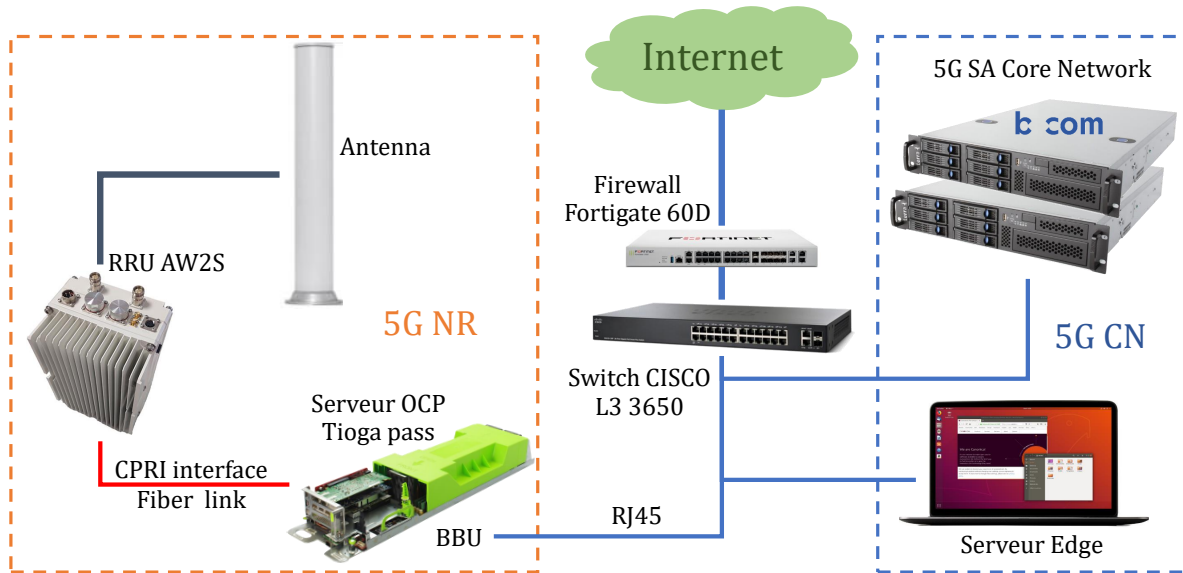 Internet
5G SA Core Network
b com
Antenna
Firewall
Fortigate 60D
FORTINET
RRU AW2S
5G NR
5G CN
Switch CISCO
L3 3650
Serveur OCP
Tioga pass
CPRI interface
Fiber link
RJ45
BBU
Serveur Edge